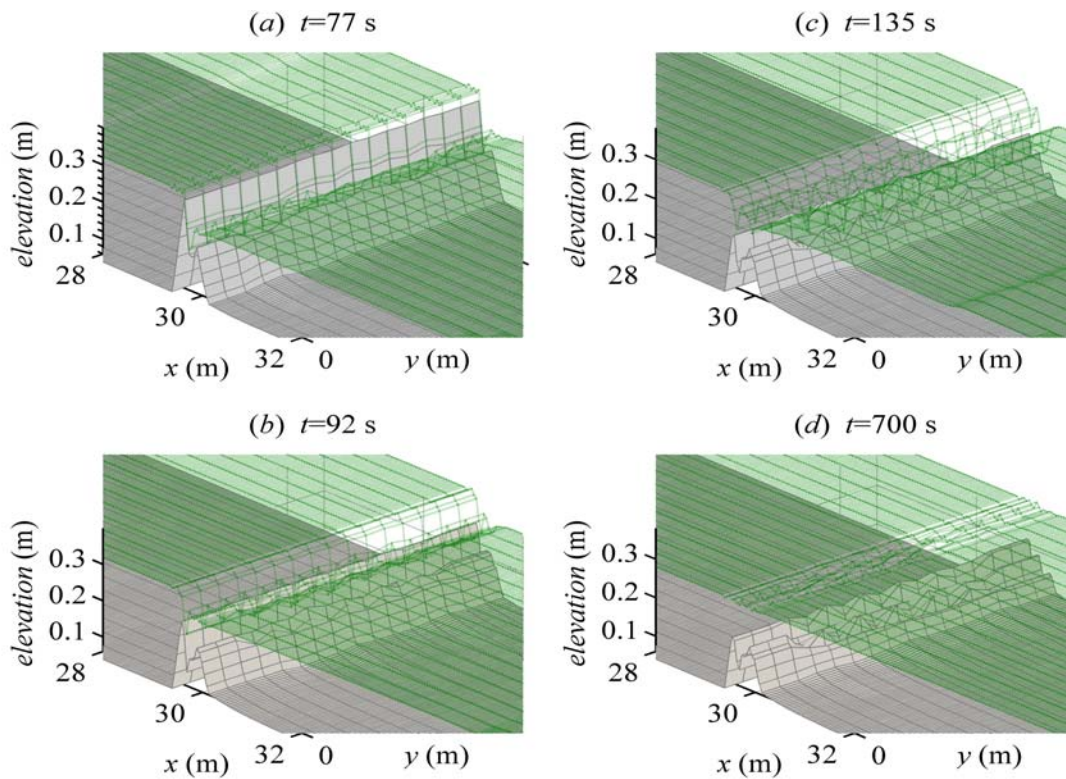 (a) t=77 s
elevation (m)
0.3
0.2
0.1
28
30
32
0
x (m)
y (m)
(c) t=135 s
elevation (m)
0.3
0.2
0.1
28
30
32
0
x (m)
y (m)
(b) t=92 s
elevation (m)
0.3
0.2
0.1
28
30
32
0
x (m)
y (m)
(d) t=700 s
elevation (m)
0.3
0.2
0.1
28
30
32
0
x (m)
y (m)